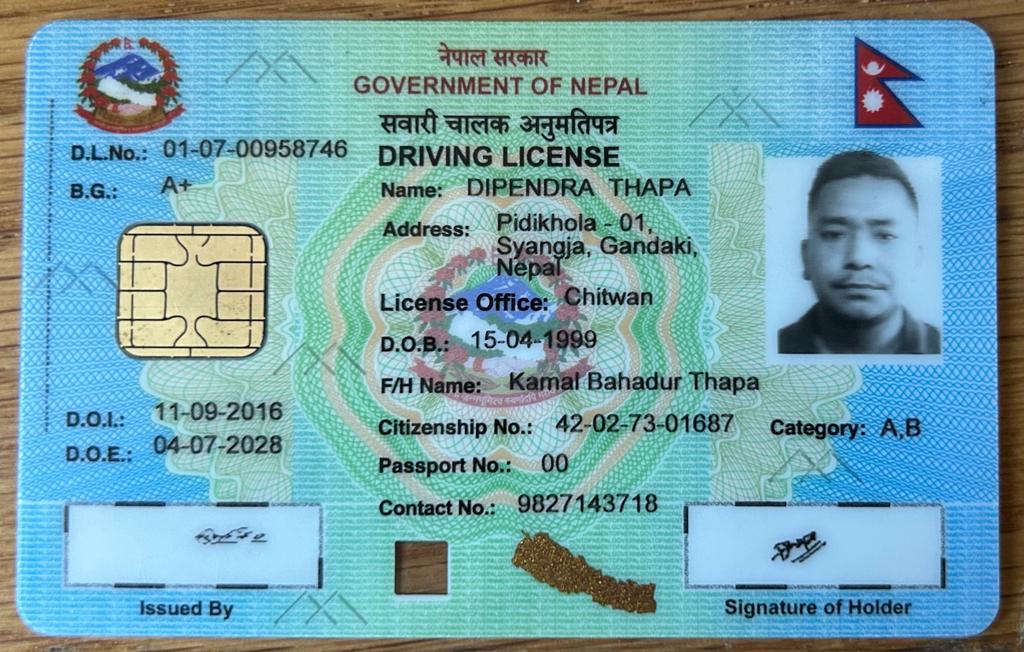 नेपाल सरकार
GOVERNMENT OF NEPAL
सवारी चालक अनुमतिपत्र
DRIVING LICENSE
D.L.No.: 01-07-00958746
B.G.: A+
Name: DIPENDRA THAPA
Address: Pidikhola - 01,
Syangja, Gandaki,
Nepal
License Office: Chitwan
D.O.B.: 15-04-1999
F/H Name: Kamal Bahadur Thapa
D.O.I.: 11-09-2016
D.O.E.: 04-07-2028
Citizenship No.: 42-02-73-01687
Category: A,B
Passport No.: 00
Contact No.: 9827143718
Issued By
Signature of Holder